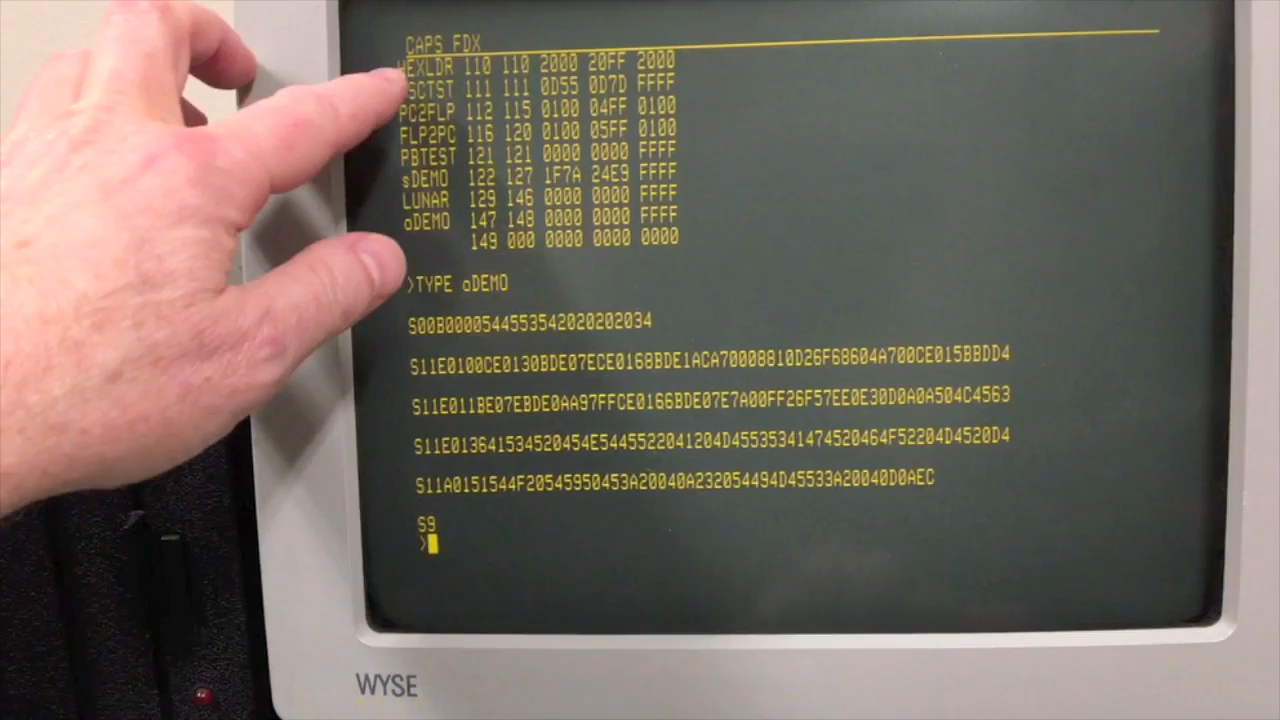 CAPS FDX
HEXLDR 110 110 2000 20FF 2000
SCTST 111 111 0D55 0D7D FFFF
PC2FLP 112 115 0100 04FF 0100
FLP2PC 116 120 0100 05FF 0100
PBTEST 121 121 0000 0000 FFFF
sDEMO 122 127 1F7A 24E9 FFFF
LUNAR 129 146 0000 0000 FFFF
oDEMO 147 148 0000 0000 FFFF
149 000 0000 0000 0000
>TYPE oDEMO
S00B0000544553542020202034
S11E0100CE0130BDE07ECE0168BDE1ACA70008810D26F68604A700CE015BBDD4
S11E011BE07EBDE0AA97FFCE0166BDE07E7A00FF26F57EE0E30D0A0A504C4563
S11E013641534520454E5445522041204D4553534147452046 4F52204D4520D4
S11A0151544F20545950453A20040A232054494D45533A20040D0AEC
S9
>
WYSE